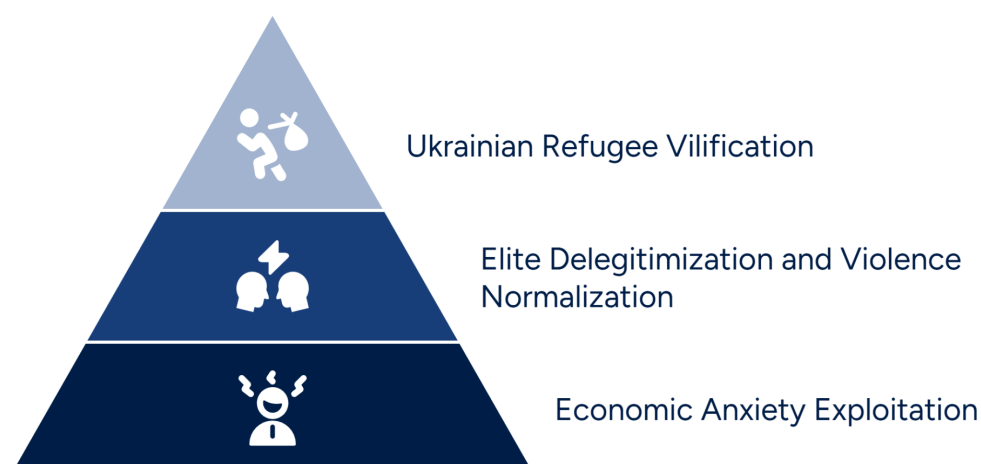 Ukrainian Refugee Vilification
Elite Delegitimization and Violence
Normalization
Economic Anxiety Exploitation